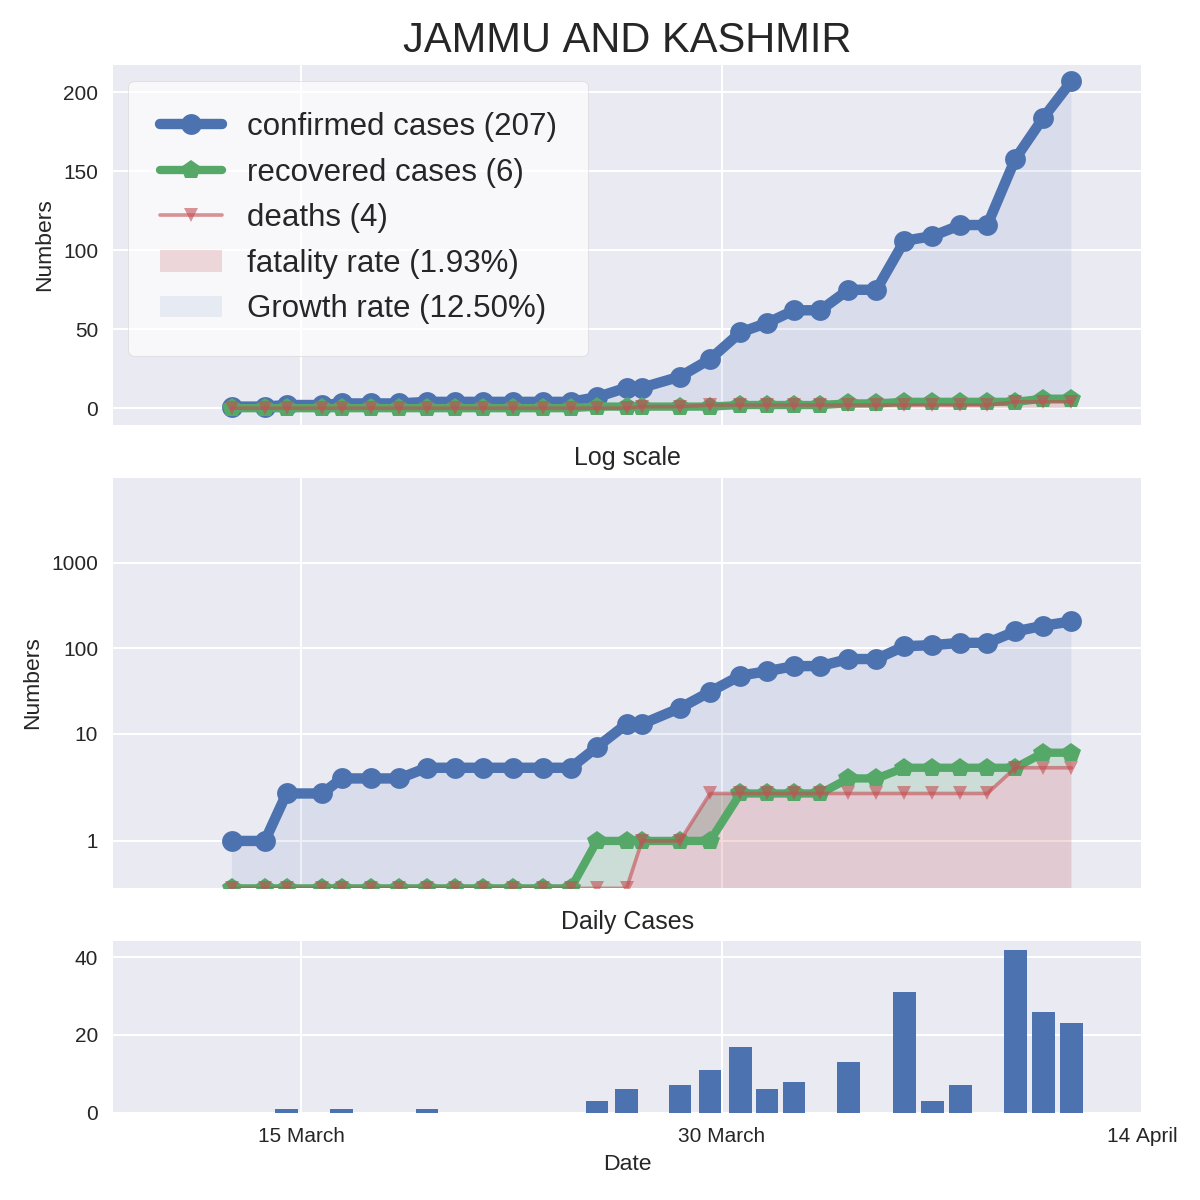 JAMMU AND KASHMIR
200
150
100
50
0
Numbers
confirmed cases (207)
recovered cases (6)
deaths (4)
fatality rate (1.93%)
Growth rate (12.50%)
Log scale
1000
100
10
1
Numbers
Daily Cases
40
20
0
15 March
30 March
14 April
Date